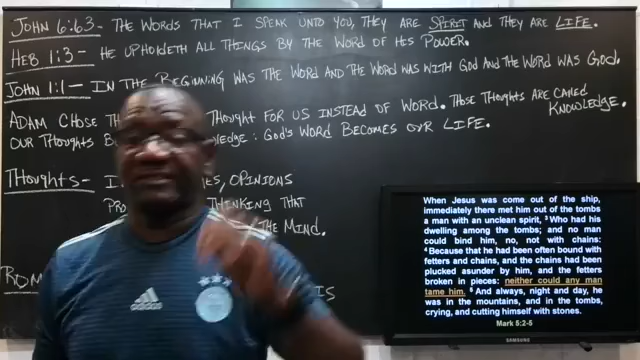 JOHN 6:63 - THE WORDS THAT I SPEAK UNTO YOU, THEY ARE SPIRIT AND THEY ARE LIFE.
HEB 1:3- HE UPHOLDETH ALL THINGS BY THE WORD OF HIS POWER.
JOHN 1:1- IN THE BEGINNING WAS THE WORD AND THE WORD WAS WITH GOD AND THE WORD WAS GOD.
ADAM CHOSE THOUGHT FOR US INSTEAD OF WORD. THOSE THOUGHTS ARE CALLED KNOWLEDGE.
OUR THOUGHTS : GOD'S WORD BECOMES OUR LIFE.
THOUGHTS- OPINIONS
THINKING THAT
THE MIND.
ROM
IS
adidas
When Jesus was come out of the ship,
immediately there met him out of the tombs
a man with an unclean spirit, 3 Who had his
dwelling among the tombs; and no man
could bind him, no, not with chains:
4 Because that he had been often bound with
fetters and chains, and the chains had been
plucked asunder by him, and the fetters
broken in pieces: neither could any man
tame him. 5 And always, night and day, he
was in the mountains, and in the tombs,
crying, and cutting himself with stones.
Mark 5:2-5
SAMSUNG